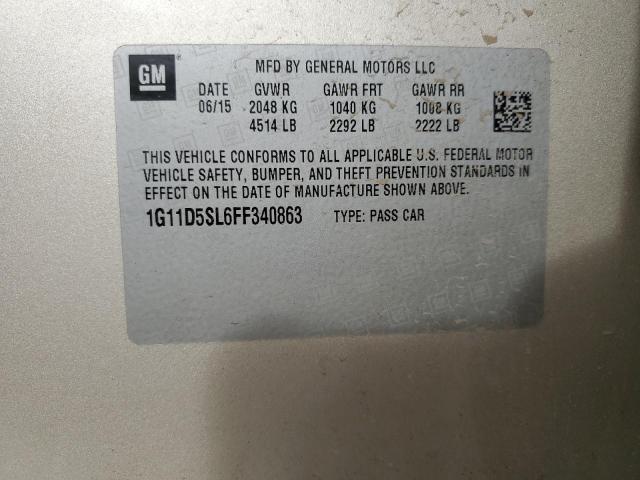 GM
MFD BY GENERAL MOTORS LLC
DATE GVWR GAWR FRT GAWR RR
06/15 2048 KG 1040 KG 1008 KG
4514 LB 2292 LB 2222 LB
THIS VEHICLE CONFORMS TO ALL APPLICABLE U.S. FEDERAL MOTOR
VEHICLE SAFETY, BUMPER, AND THEFT PREVENTION STANDARDS IN
EFFECT ON THE DATE OF MANUFACTURE SHOWN ABOVE.
1G11D5SL6FF340863 TYPE: PASS CAR